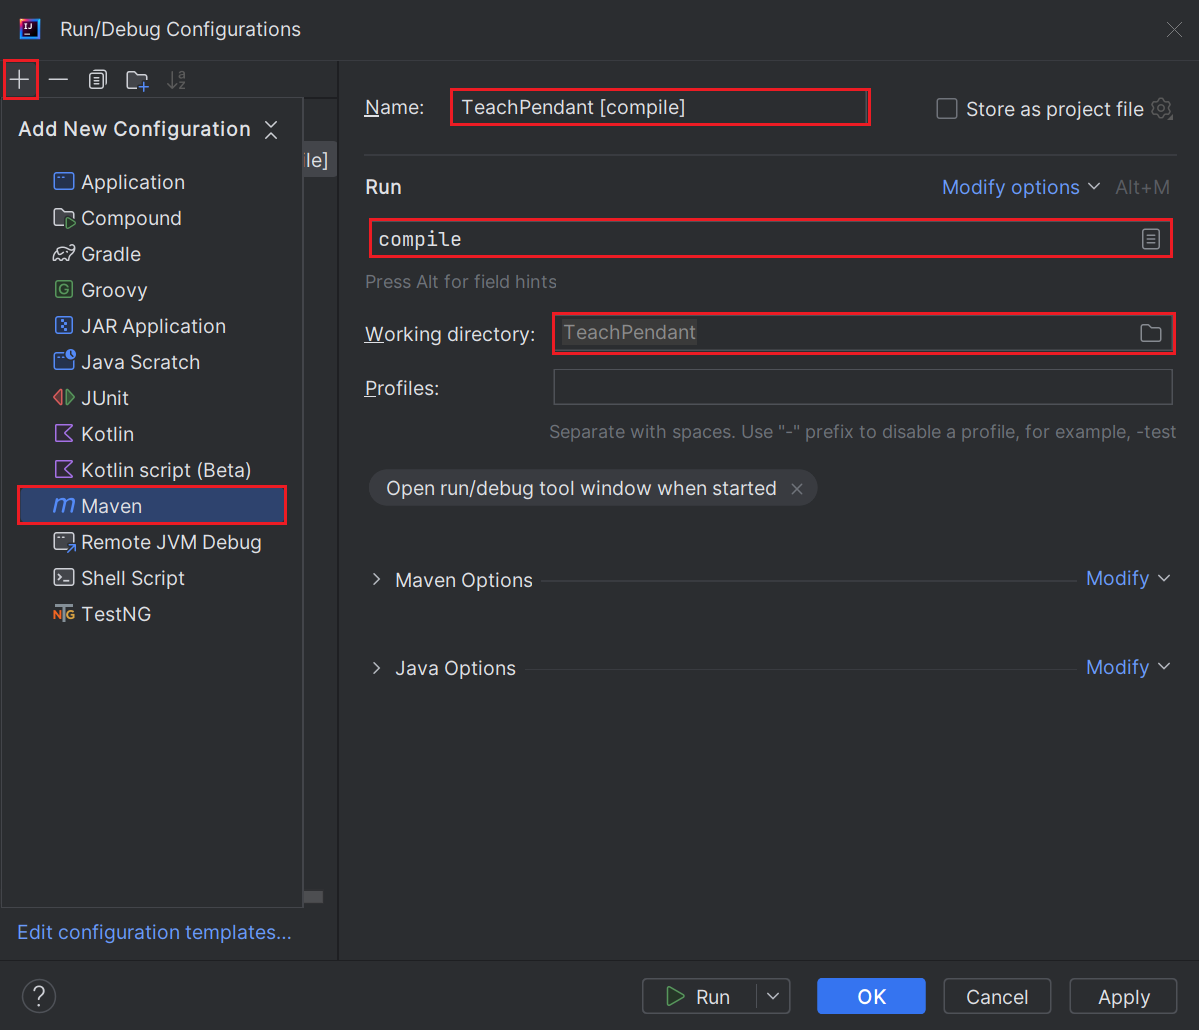 Run/Debug Configurations
Add New Configuration
Application
Compound
Gradle
Groovy
JAR Application
Java Scratch
JUnit
Kotlin
Kotlin script (Beta)
Maven
Remote JVM Debug
Shell Script
TestNG
le]
Edit configuration templates...
Name: TeachPendant [compile]
Store as project file
Run
Modify options Alt+M
compile
Press Alt for field hints
Working directory: TeachPendant
Profiles:
Separate with spaces. Use "-" prefix to disable a profile, for example, -test
Open run/debug tool window when started
Maven Options Modify
Java Options Modify
? Run OK Cancel Apply